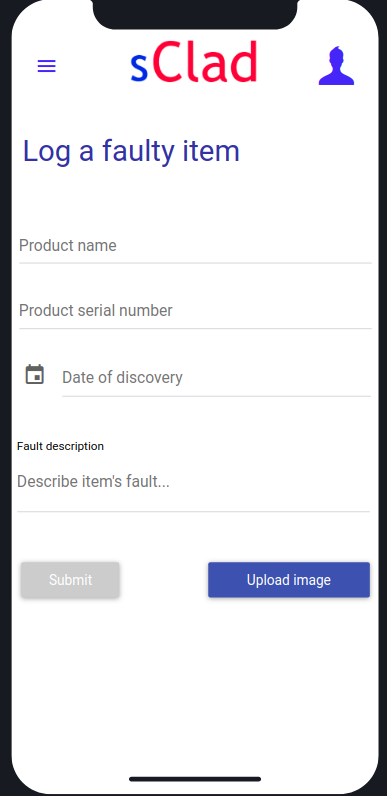 sClad
Log a faulty item
Product name
Product serial number
Date of discovery
Fault description
Describe item's fault...
Submit
Upload image